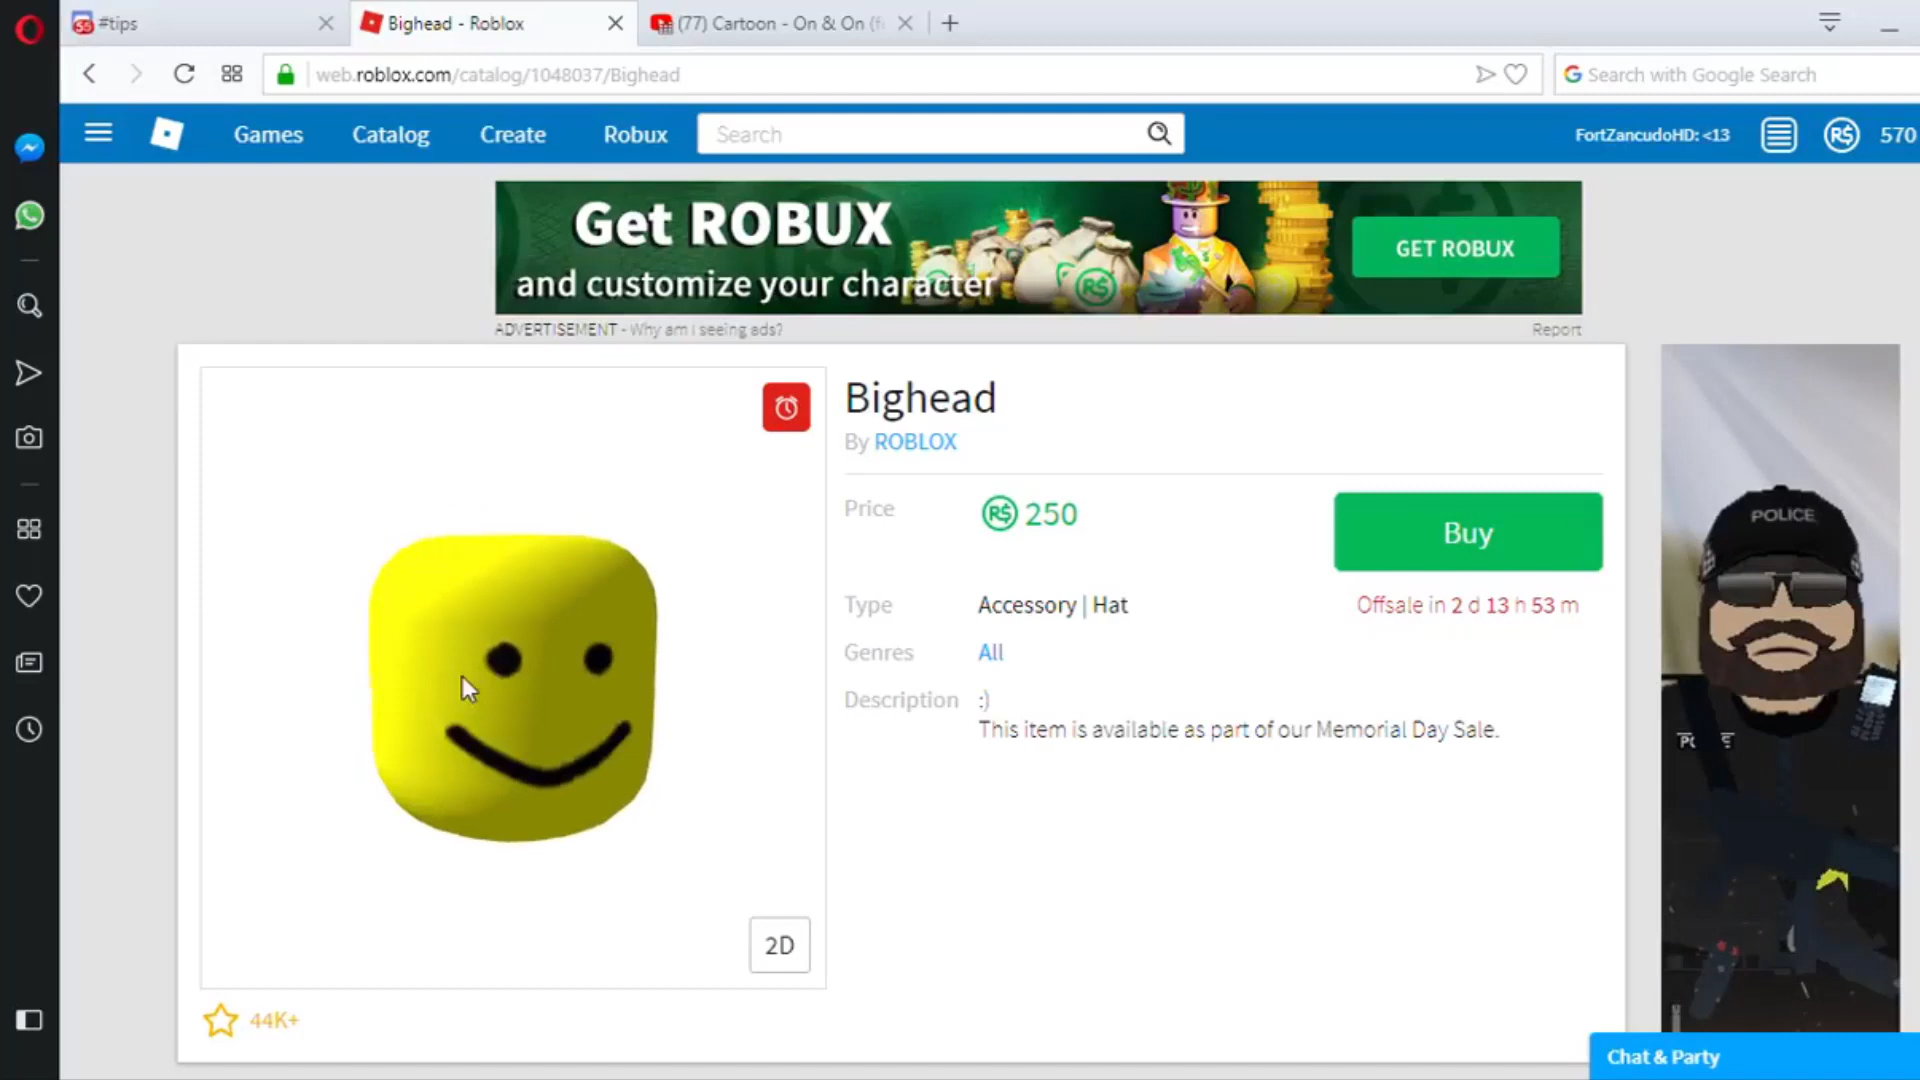 #tips
Bighead - Roblox
(77) Cartoon - On & On (f
web.roblox.com/catalog/1048037/Bighead
Search with Google Search
Games
Catalog
Create
Robux
Search
FortZancudoHD: <13
R$ 570
Get ROBUX
and customize your character
R$
GET ROBUX
ADVERTISEMENT - Why am I seeing ads?
Report
Bighead
By ROBLOX
Price
R$ 250
Buy
Type
Accessory | Hat
Offsale in 2 d 13 h 53 m
Genres
All
Description
:)
This item is available as part of our Memorial Day Sale.
2D
44K+
POLICE
Chat & Party